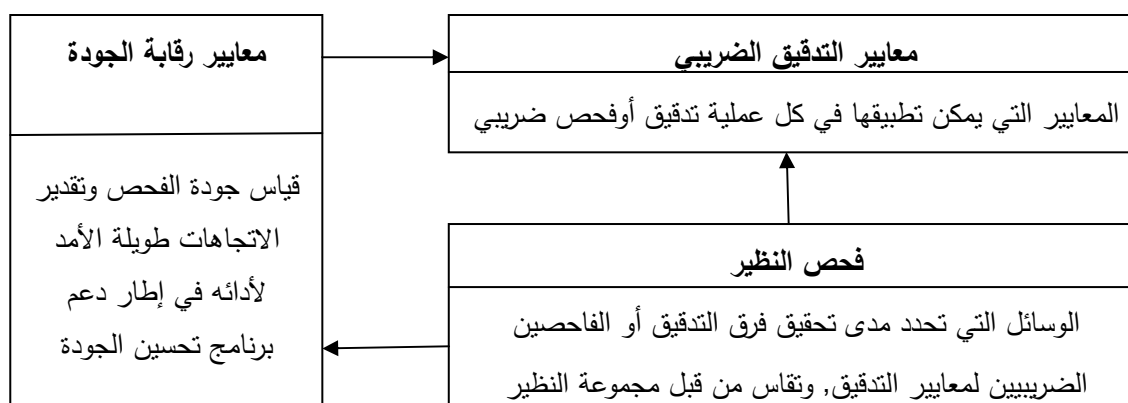 معايير رقابة الجودة
قياس جودة الفحص وتقدير
الاتجاهات طويلة الأمد
لأدائه في إطار دعم
برنامج تحسين الجودة
معايير التدقيق الضريبي
المعايير التي يمكن تطبيقها في كل عملية تدقيق أوفحص ضريبي
فحص النظير
الوسائل التي تحدد مدى تحقيق فرق التدقيق أو الفاحصين
الضريبيين لمعايير التدقيق, وتقاس من قبل مجموعة النظير